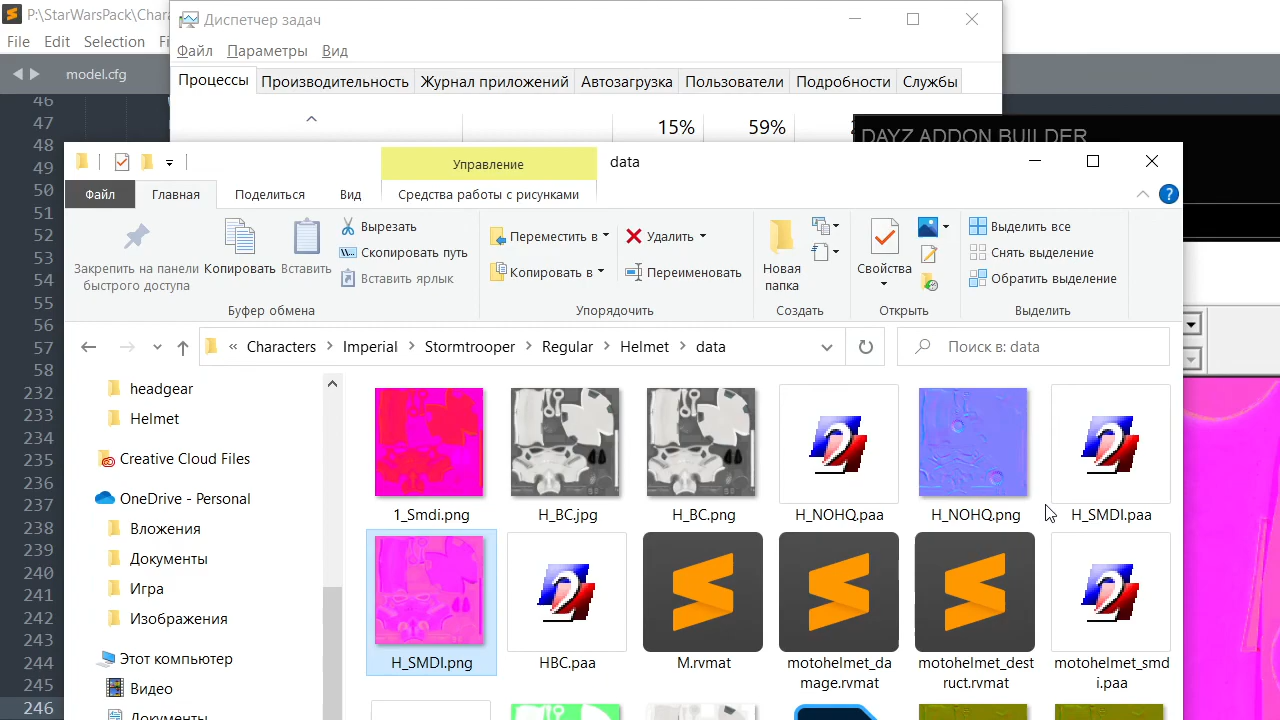 P:\StarWarsPack\Chara
File Edit Selection Fi
model.cfg
Диспетчер задач
Файл Параметры Вид
Процессы Производительность Журнал приложений Автозагрузка Пользователи Подробности Службы
15% 59%
DAYZ ADDON BUILDER
46
47
48
49
50
51
52
53
54
55
56
57
58
232
233
234
235
236
237
238
239
240
241
242
243
244
245
246
Управление data
Файл Главная Поделиться Вид Средства работы с рисунками
Закрепить на панели быстрого доступа
Копировать
Вставить
Вырезать
Скопировать путь
Вставить ярлык
Буфер обмена
Переместить в
Копировать в
Удалить
Переименовать
Упорядочить
Новая папка
Создать
Свойства
Открыть
Выделить все
Снять выделение
Обратить выделение
Выделить
« Characters Imperial Stormtrooper Regular Helmet data
Поиск в: data
headgear
Helmet
Creative Cloud Files
OneDrive - Personal
Вложения
Документы
Игра
Изображения
Этот компьютер
Видео
Документы
1_Smdi.png H_BC.jpg H_BC.png H_NOHQ.paa H_NOHQ.png H_SMDI.paa
H_SMDI.png HBC.paa M.rvmat motohelmet_da motohelmet_dest motohelmet_smd
mage.rvmat ruct.rvmat i.paa